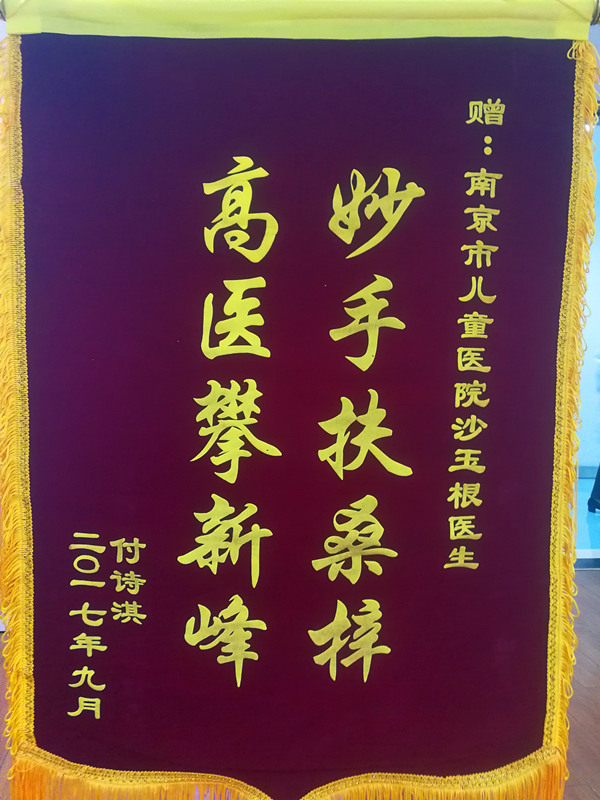 赠：南京市儿童医院沙玉根医生
妙手扶桑梓
高医攀新峰
付诗淇
二〇一七年九月